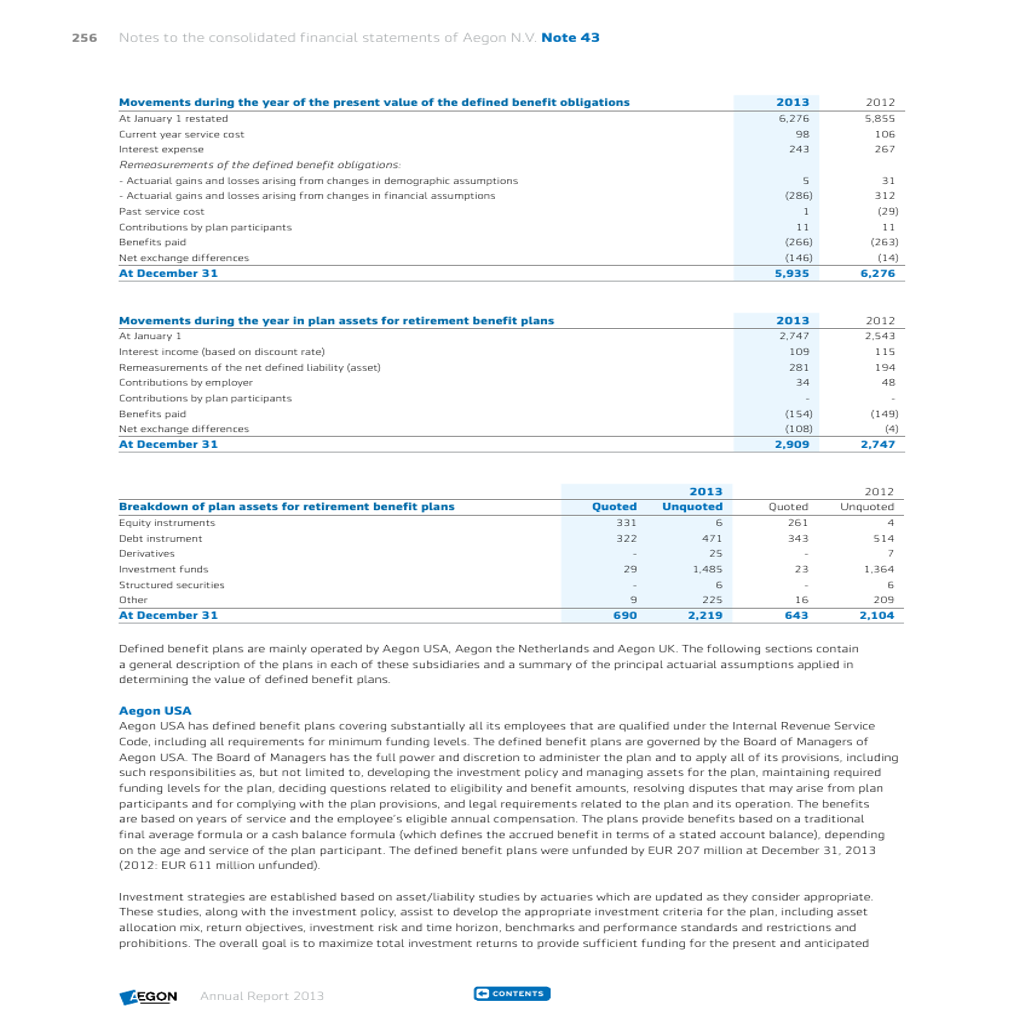 256 Notes to the consolidated financial statements of Aegon N.V. Note 43
Movements during the year of the present value of the defined benefit obligations 2013 2012
At January 1 restated 6,276 5,855
Current year service cost 98 106
Interest expense 243 267
Remeasurements of the defined benefit obligations:
- Actuarial gains and losses arising from changes in demographic assumptions 5 31
- Actuarial gains and losses arising from changes in financial assumptions (286) 312
Past service cost 1 (29)
Contributions by plan participants 11 11
Benefits paid (266) (263)
Net exchange differences (146) (14)
At December 31 5,935 6,276
Movements during the year in plan assets for retirement benefit plans 2013 2012
At January 1 2,747 2,543
Interest income (based on discount rate) 109 115
Remeasurements of the net defined liability (asset) 281 194
Contributions by employer 34 48
Contributions by plan participants - -
Benefits paid (154) (149)
Net exchange differences (108) (4)
At December 31 2,909 2,747
2013 2012
Breakdown of plan assets for retirement benefit plans Quoted Unquoted Quoted Unquoted
Equity instruments 331 6 261 4
Debt instrument 322 471 343 514
Derivatives - 25 - 7
Investment funds 29 1,485 23 1,364
Structured securities - 6 - 6
Other 9 225 16 209
At December 31 690 2,219 643 2,104
Defined benefit plans are mainly operated by Aegon USA, Aegon the Netherlands and Aegon UK. The following sections contain
a general description of the plans in each of these subsidiaries and a summary of the principal actuarial assumptions applied in
determining the value of defined benefit plans.
Aegon USA
Aegon USA has defined benefit plans covering substantially all its employees that are qualified under the Internal Revenue Service
Code, including all requirements for minimum funding levels. The defined benefit plans are governed by the Board of Managers of
Aegon USA. The Board of Managers has the full power and discretion to administer the plan and to apply all of its provisions, including
such responsibilities as, but not limited to, developing the investment policy and managing assets for the plan, maintaining required
funding levels for the plan, deciding questions related to eligibility and benefit amounts, resolving disputes that may arise from plan
participants and for complying with the plan provisions, and legal requirements related to the plan and its operation. The benefits
are based on years of service and the employee's eligible annual compensation. The plans provide benefits based on a traditional
final average formula or a cash balance formula (which defines the accrued benefit in terms of a stated account balance), depending
on the age and service of the plan participant. The defined benefit plans were unfunded by EUR 207 million at December 31, 2013
(2012: EUR 611 million unfunded).
Investment strategies are established based on asset/liability studies by actuaries which are updated as they consider appropriate.
These studies, along with the investment policy, assist to develop the appropriate investment criteria for the plan, including asset
allocation mix, return objectives, investment risk and time horizon, benchmarks and performance standards and restrictions and
prohibitions. The overall goal is to maximize total investment returns to provide sufficient funding for the present and anticipated
AEGON Annual Report 2013 CONTENTS